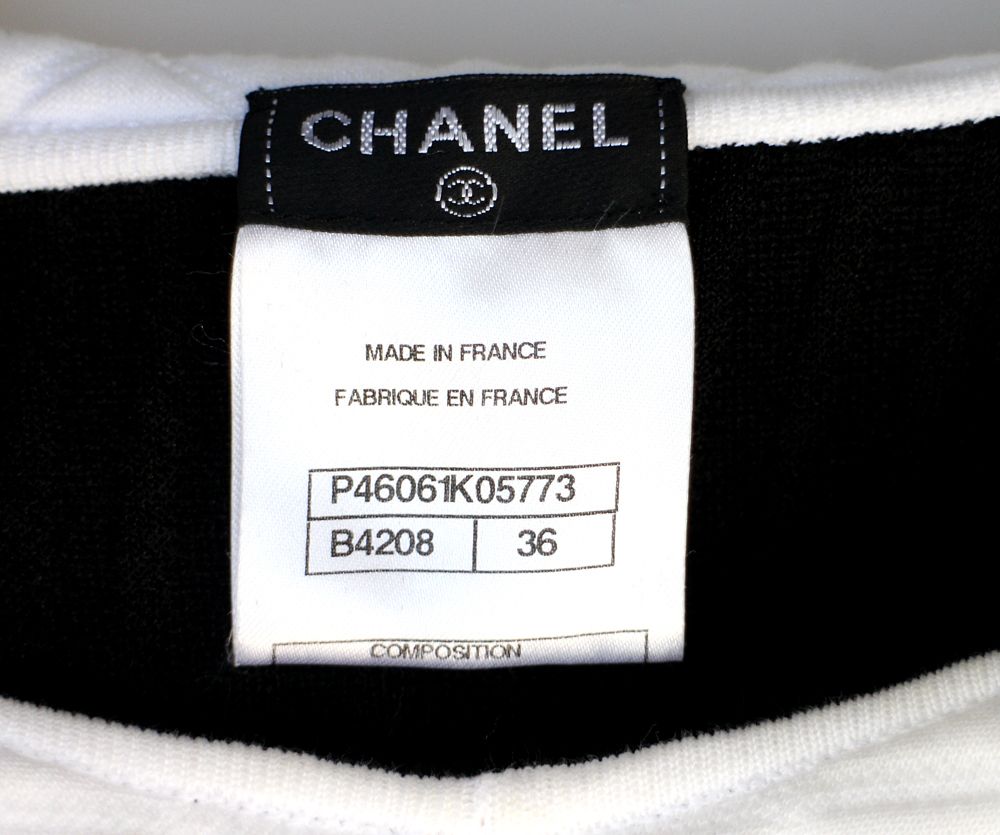 CHANEL
MADE IN FRANCE
FABRIQUE EN FRANCE
P46061K05773
B4208 36
COMPOSITION